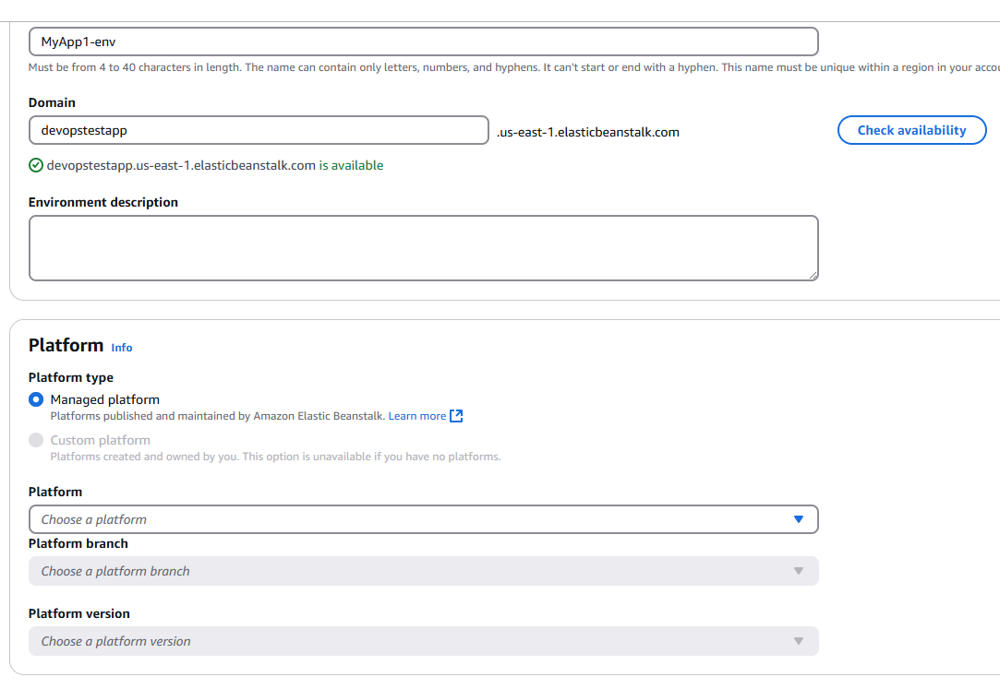 MyApp1-env
Must be from 4 to 40 characters in length. The name can contain only letters, numbers, and hyphens. It can't start or end with a hyphen. This name must be unique within a region in your
Domain
devopstestapp
.us-east-1.elasticbeanstalk.com
Check availability
devopstestapp.us-east-1.elasticbeanstalk.com is available
Environment description
Platform Info
Platform type
Managed platform
Platforms published and maintained by Amazon Elastic Beanstalk. Learn more
Custom platform
Platforms created and owned by you. This option is unavailable if you have no platforms.
Platform
Choose a platform
Platform branch
Choose a platform branch
Platform version
Choose a platform version